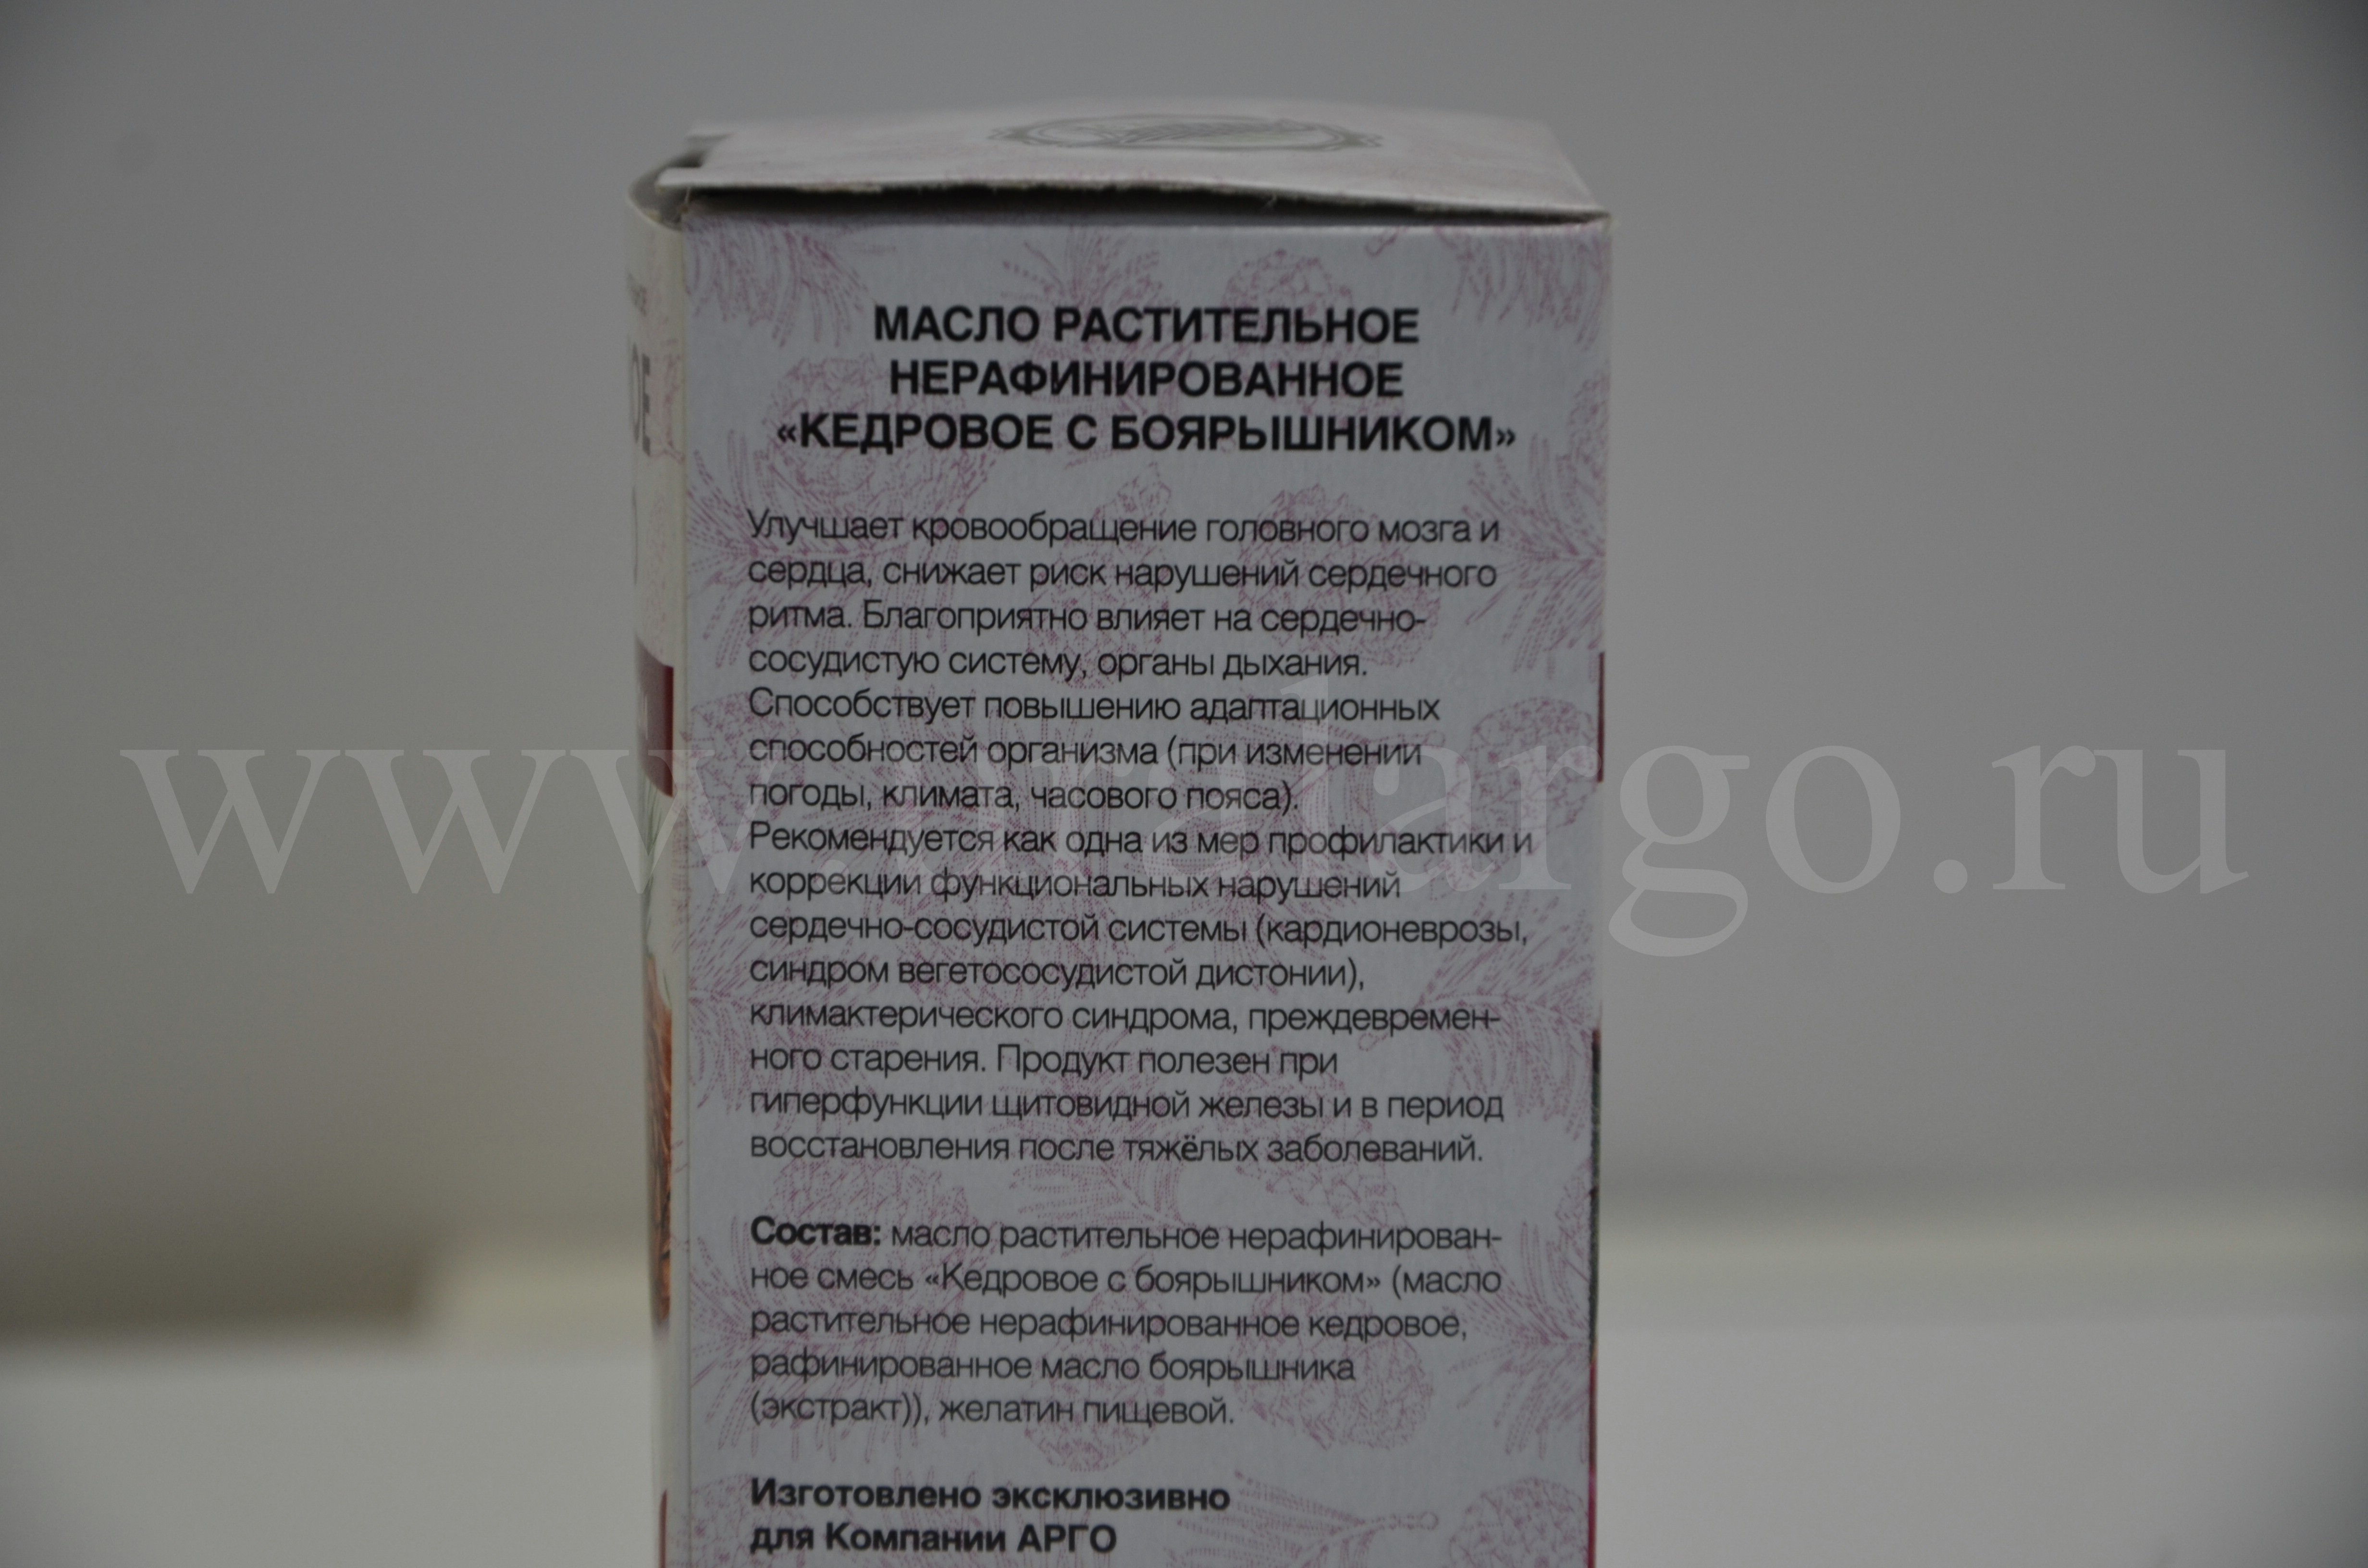 МАСЛО РАСТИТЕЛЬНОЕ
НЕРАФИНИРОВАННОЕ
«КЕДРОВОЕ С БОЯРЫШНИКОМ»
Улучшает кровообращение головного мозга и
сердца, снижает риск нарушений сердечного
ритма. Благоприятно влияет на сердечно-
сосудистую систему, органы дыхания.
Способствует повышению адаптационных
способностей организма (при изменении
погоды, климата, часового пояса).
Рекомендуется как одна из мер профилактики и
коррекции функциональных нарушений
сердечно-сосудистой системы (кардионеврозы,
синдром вегетососудистой дистонии),
климактерического синдрома, преждевремен-
ного старения. Продукт полезен при
гиперфункции щитовидной железы и в период
восстановления после тяжёлых заболеваний.
Состав: масло растительное нерафинирован-
ное смесь «Кедровое с боярышником» (масло
растительное нерафинированное кедровое,
рафинированное масло боярышника
(экстракт)), желатин пищевой.
Изготовлено эксклюзивно
для Компании АРГО
www.uralargo.ru